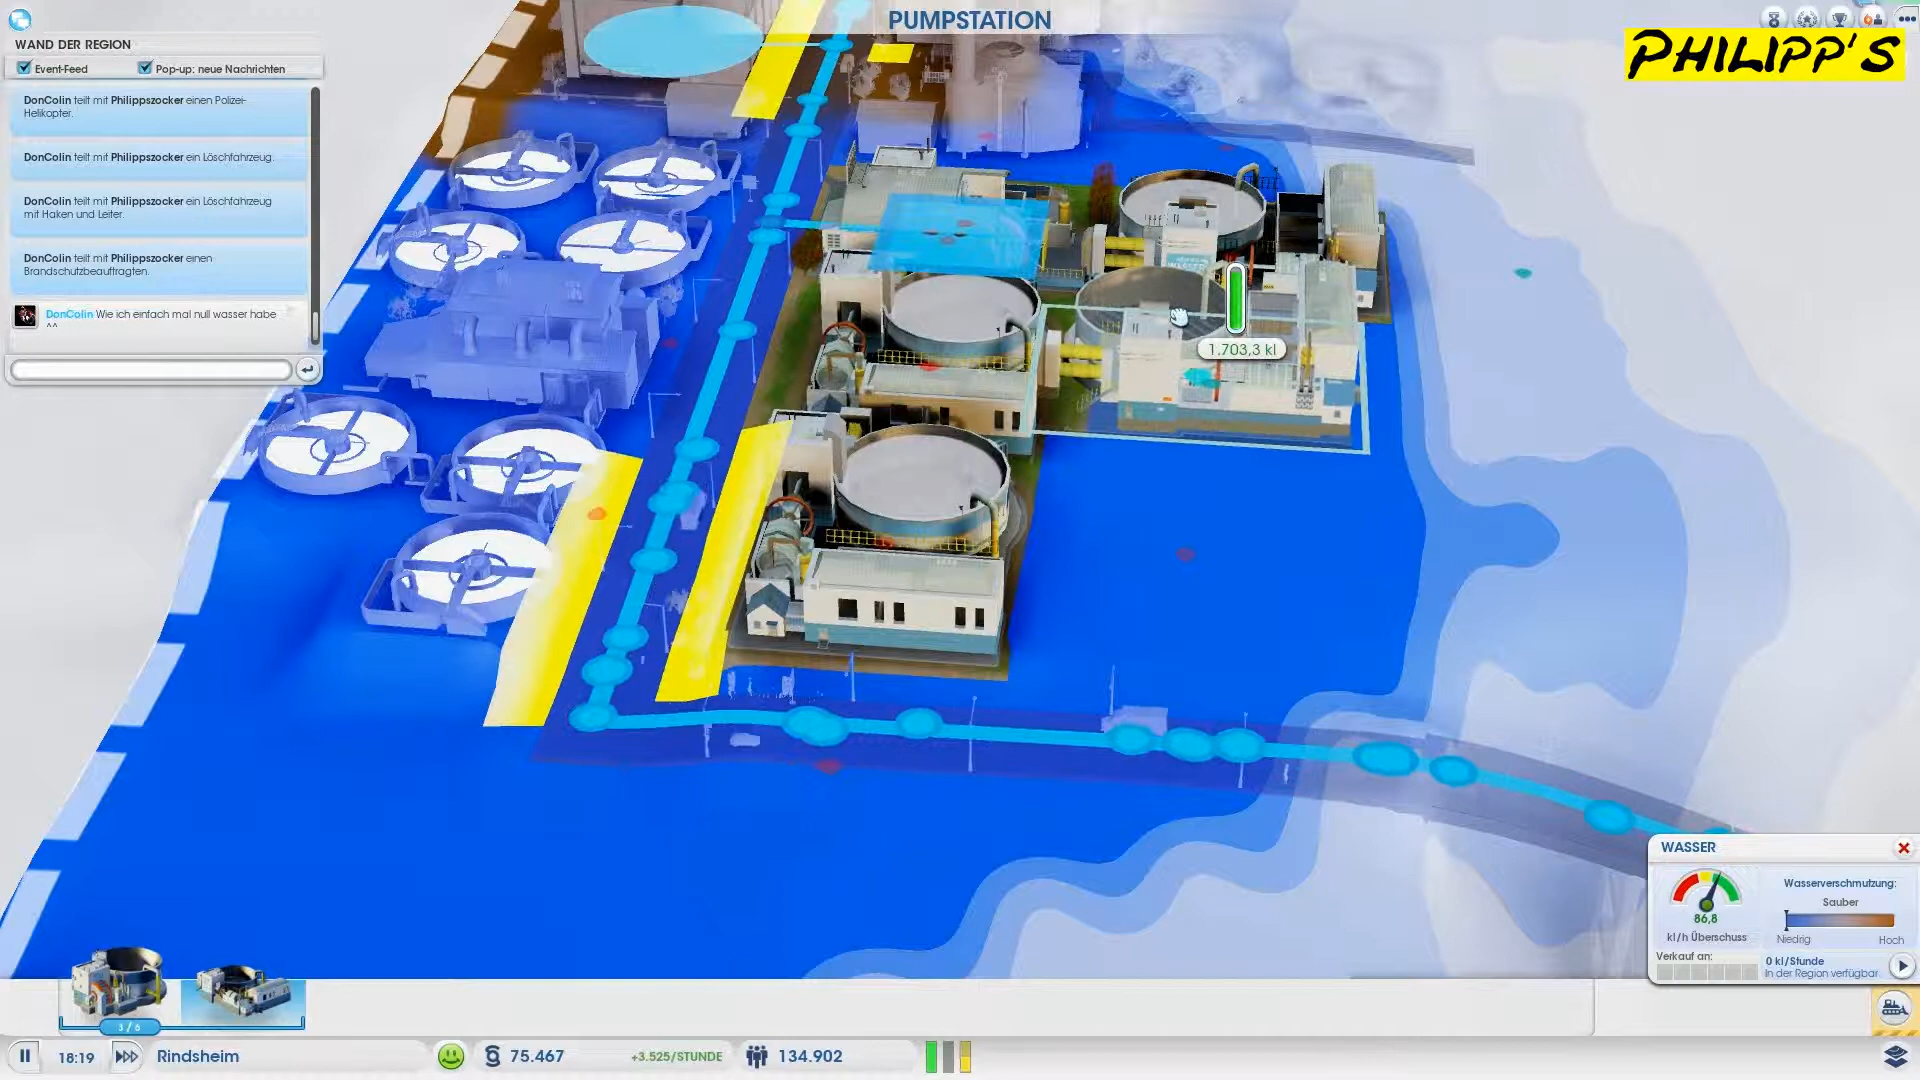 PUMPSTATION
PHILIPP'S
WAND DER REGION
Event-Feed
Pop-up: neue Nachrichten
DonColin teilt mit Philippszocker einen Polizei-
Helikopter.
DonColin teilt mit Philippszocker ein Löschfahrzeug.
DonColin teilt mit Philippszocker ein Löschfahrzeug
mit Haken und Leiter.
DonColin teilt mit Philippszocker einen
Brandschutzbeauftragten.
DonColin Wie ich einfach mal null wasser habe
^^
1.703,3 kl
WASSER
86,8
kl/h Überschuss
Wasserverschmutzung:
Sauber
Niedrig
Hoch
Verkauf an:
0 kl/Stunde
In der Region verfügbar
3 / 6
18:19
Rindsheim
75.467
+3.525/STUNDE
134.902